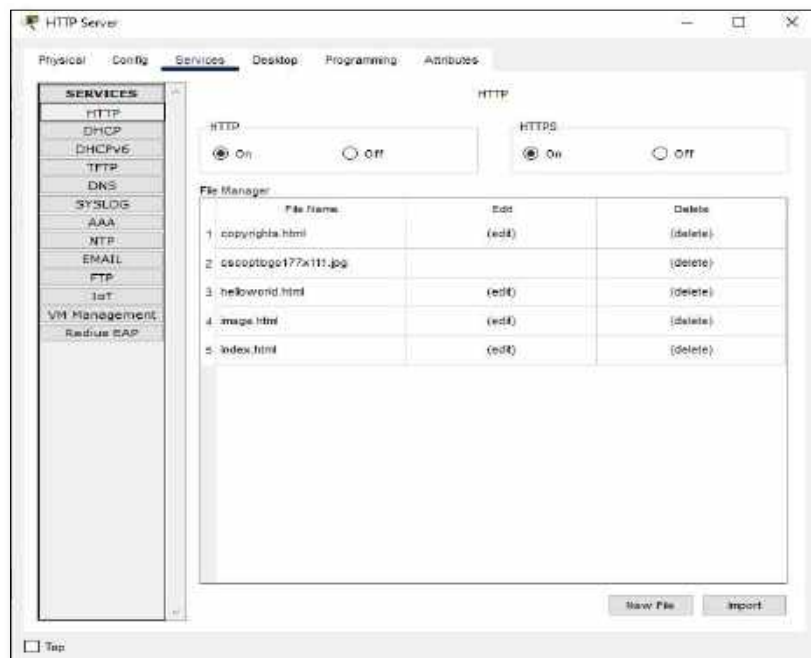 HTTP Server
Physical Config Services Desktop Programming Attributes
SERVICES
HTTP
DHCP
DHCPv6
TFTP
DNS
SYSLOG
AAA
NTP
EMAIL
FTP
IoT
VM Management
Radius EAP
HTTP
HTTP
On Off
HTTPS
On Off
File Manager
File Name Edit Delete
1 copyrights.html (edit) (delete)
2 cscoptlogo177x111.jpg (delete)
3 helloworld.html (edit) (delete)
4 image.html (edit) (delete)
5 index.html (edit) (delete)
New File Import
Top